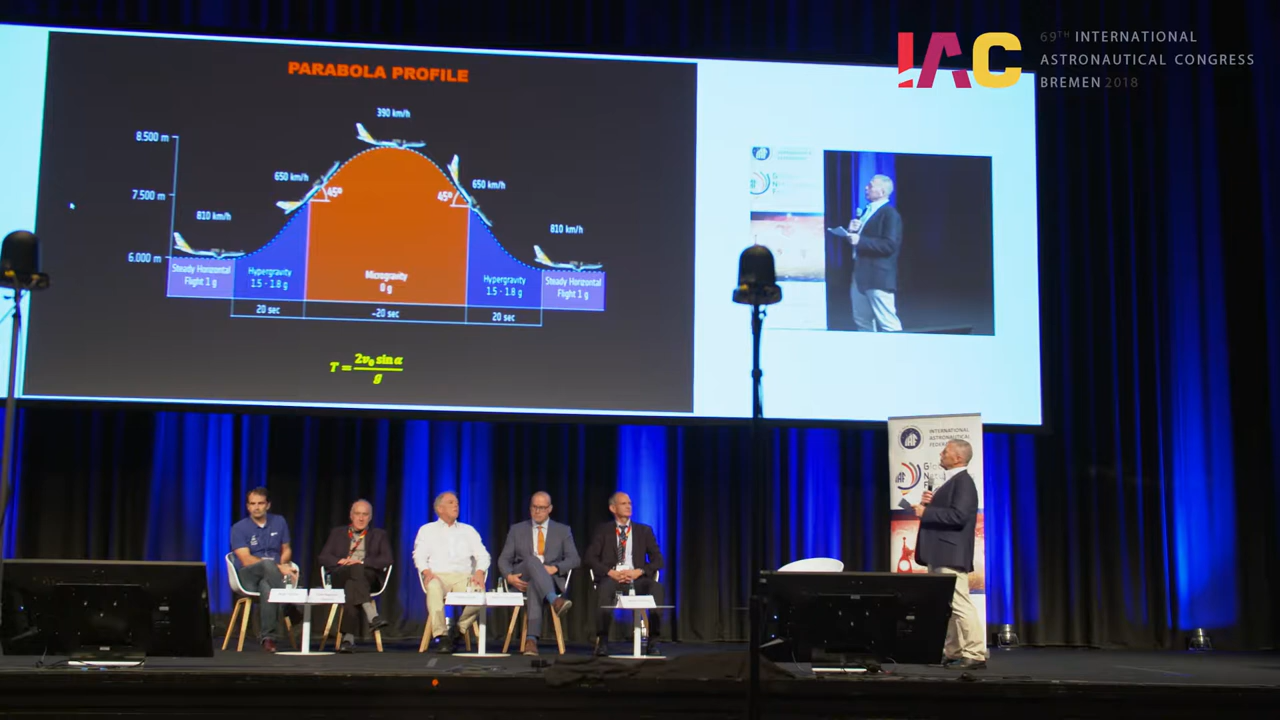 IAC
69TH INTERNATIONAL
ASTRONAUTICAL CONGRESS
BREMEN 2018
PARABOLA PROFILE
390 km/h
8.500 m
650 km/h
45°
45°
650 km/h
7.500 m
810 km/h
810 km/h
6.000 m
Steady Horizontal
Flight 1 g
Hypergravity
1.5 - 1.8 g
Microgravity
0 g
Hypergravity
1.5 - 1.8 g
Steady Horizontal
Flight 1 g
20 sec
~20 sec
20 sec
T = 2v₀ sin α / g
INTERNATIONAL
ASTRONAUTICAL
IAF